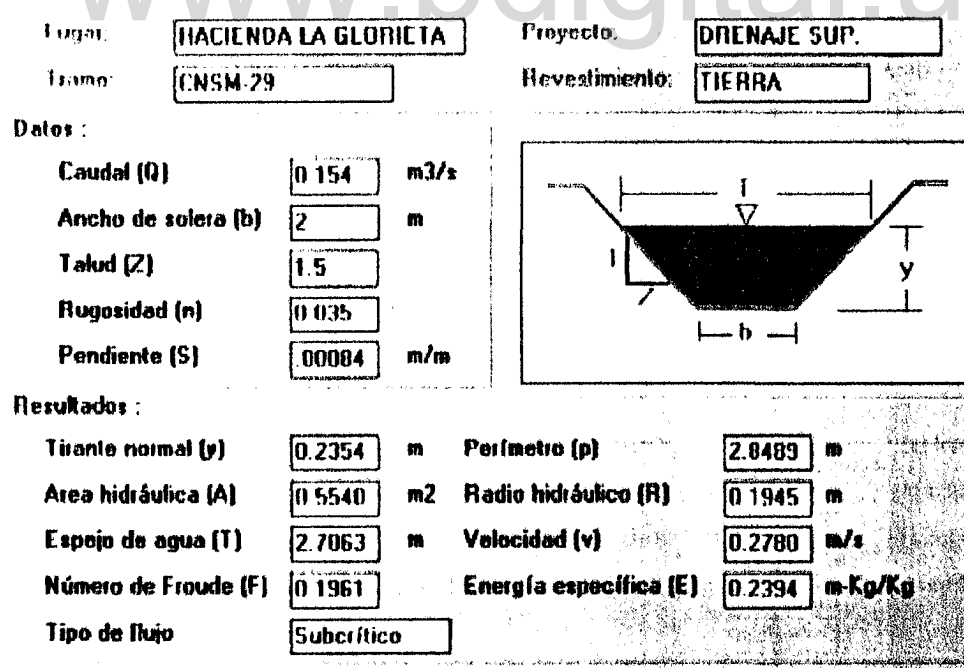 www.bdigital.u
Lugar: HACIENDA LA GLORIETA Proyecto: DRENAJE SUP.
Tramo: CNSM-29 Revestimiento: TIERRA
Datos :
Caudal (Q) 0.154 m3/s
Ancho de solera (b) 2 m
Talud (Z) 1.5
Rugosidad (n) 0.035
Pendiente (S) .00084 m/m
T
1
y
b
Resultados :
Tirante normal (y) 0.2354 m Perímetro (p) 2.8489 m
Area hidráulica (A) 0.5540 m2 Radio hidráulico (R) 0.1945 m
Espejo de agua (T) 2.7063 m Velocidad (v) 0.2780 m/s
Número de Froude (F) 0.1961 Energía específica (E) 0.2394 m-Kg/Kg
Tipo de flujo Subcrítico